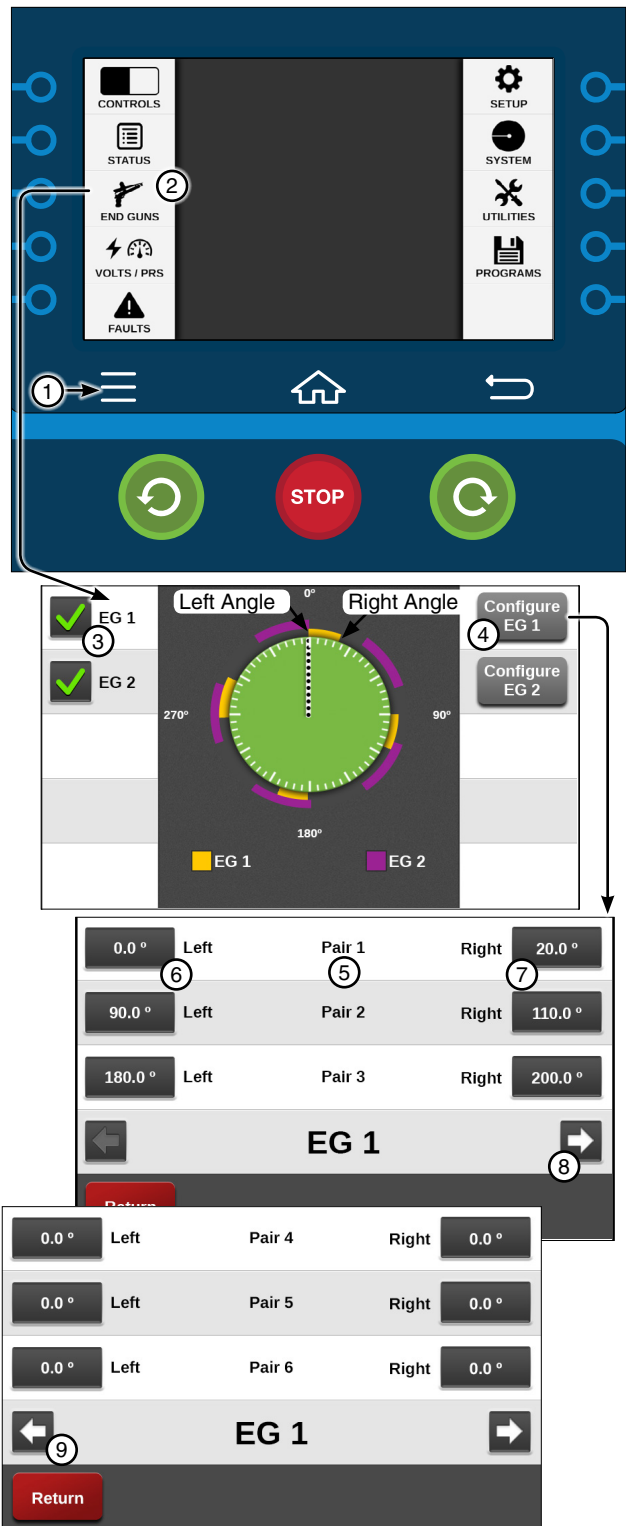 CONTROLS
SETUP
STATUS
SYSTEM
2
END GUNS
UTILITIES
VOLTS / PRS
PROGRAMS
FAULTS
1
STOP
Left Angle
0º
Right Angle
EG 1
3
Configure
EG 1
4
EG 2
Configure
EG 2
270º
90º
180º
EG 1
EG 2
0.0 º Left Pair 1 Right 20.0 º
6 5 7
90.0 º Left Pair 2 Right 110.0 º
180.0 º Left Pair 3 Right 200.0 º
EG 1
8
Return
0.0 º Left Pair 4 Right 0.0 º
0.0 º Left Pair 5 Right 0.0 º
0.0 º Left Pair 6 Right 0.0 º
EG 1
9
Return